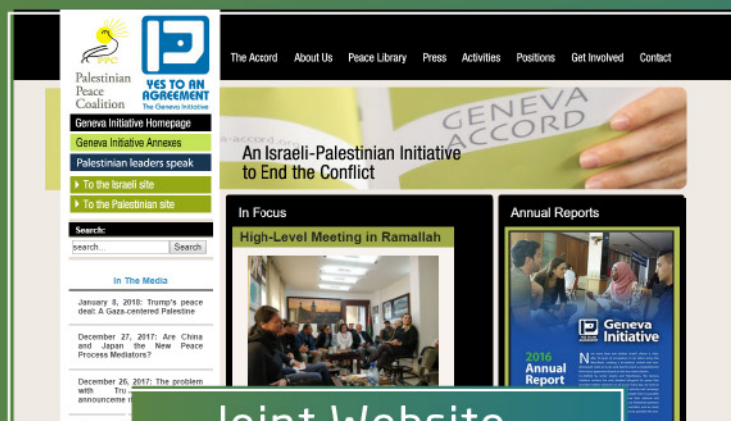 PPC
Palestinian
Peace
Coalition
YES TO AN
AGREEMENT
The Geneva Initiative
The Accord About Us Peace Library Press Activities Positions Get Involved Contact
Geneva Initiative Homepage
Geneva Initiative Annexes
Palestinian leaders speak
To the Israeli site
To the Palestinian site
Search:
search... Search
In The Media
January 8, 2018: Trump's peace
deal: A Gaza-centered Palestine
December 27, 2017: Are China
and Japan the New Peace
Process Mediators?
December 26, 2017: The problem
with Tru
announceme
GENEVA
ACCORD
An Israeli-Palestinian Initiative
to End the Conflict
In Focus
High-Level Meeting in Ramallah
Annual Reports
Geneva
Initiative
2016
Annual
Report
Joint Website